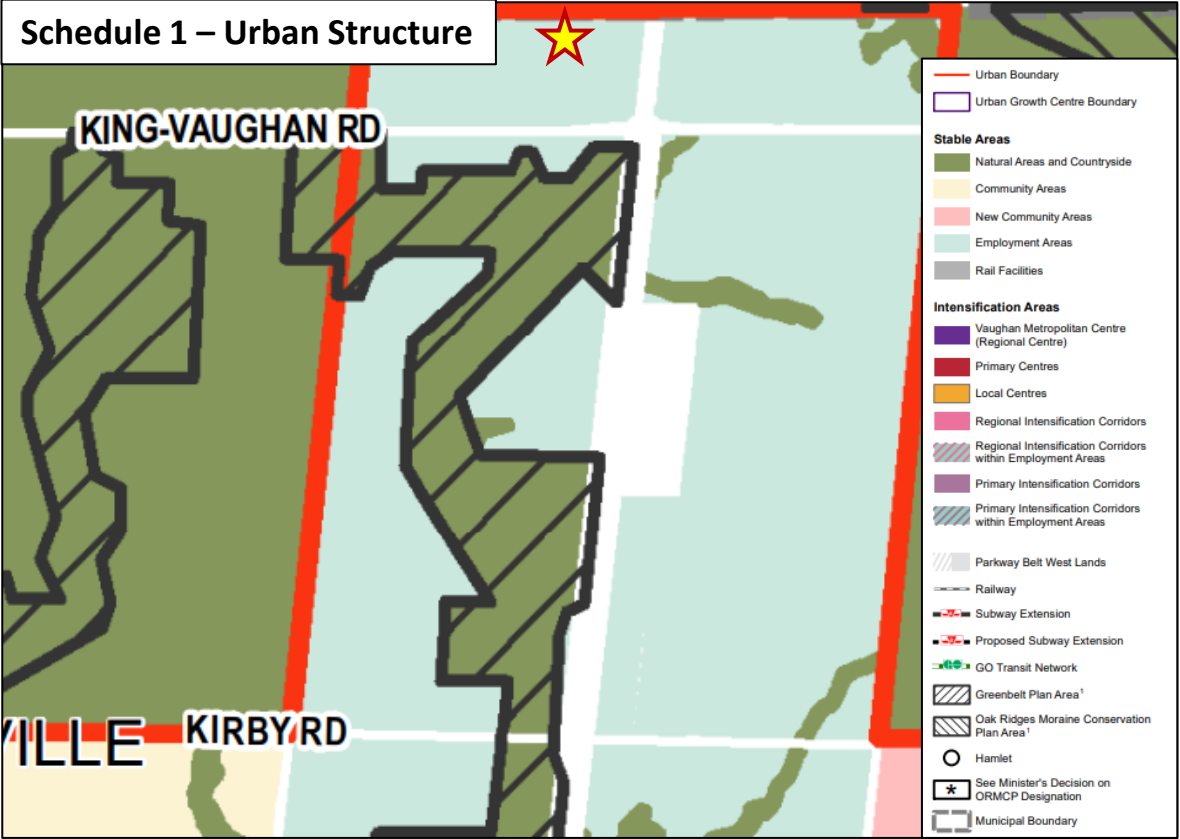 Schedule 1 – Urban Structure
KING-VAUGHAN RD
VILLE
KIRBY RD
Urban Boundary
Urban Growth Centre Boundary
Stable Areas
Natural Areas and Countryside
Community Areas
New Community Areas
Employment Areas
Rail Facilities
Intensification Areas
Vaughan Metropolitan Centre
(Regional Centre)
Primary Centres
Local Centres
Regional Intensification Corridors
Regional Intensification Corridors
within Employment Areas
Primary Intensification Corridors
Primary Intensification Corridors
within Employment Areas
Parkway Belt West Lands
Railway
Subway Extension
Proposed Subway Extension
GO Transit Network
Greenbelt Plan Area¹
Oak Ridges Moraine Conservation
Plan Area¹
Hamlet
* See Minister's Decision on
ORMCP Designation
Municipal Boundary